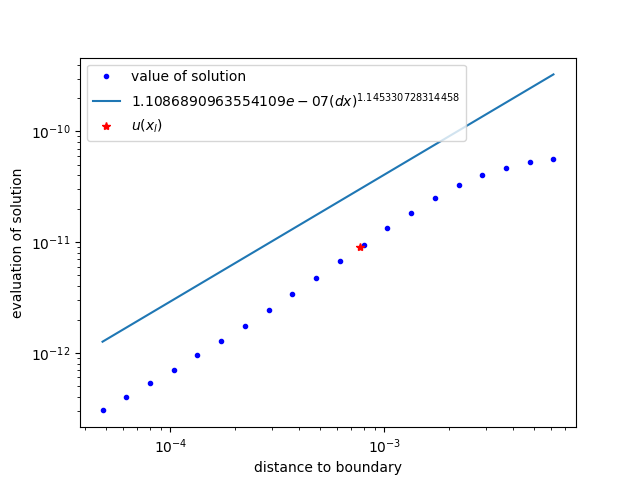 value of solution
1.1086890963554109e − 07(dx)^1.145330728314458
u(x_l)
10^−10
10^−11
10^−12
evaluation of solution
10^−4
10^−3
distance to boundary